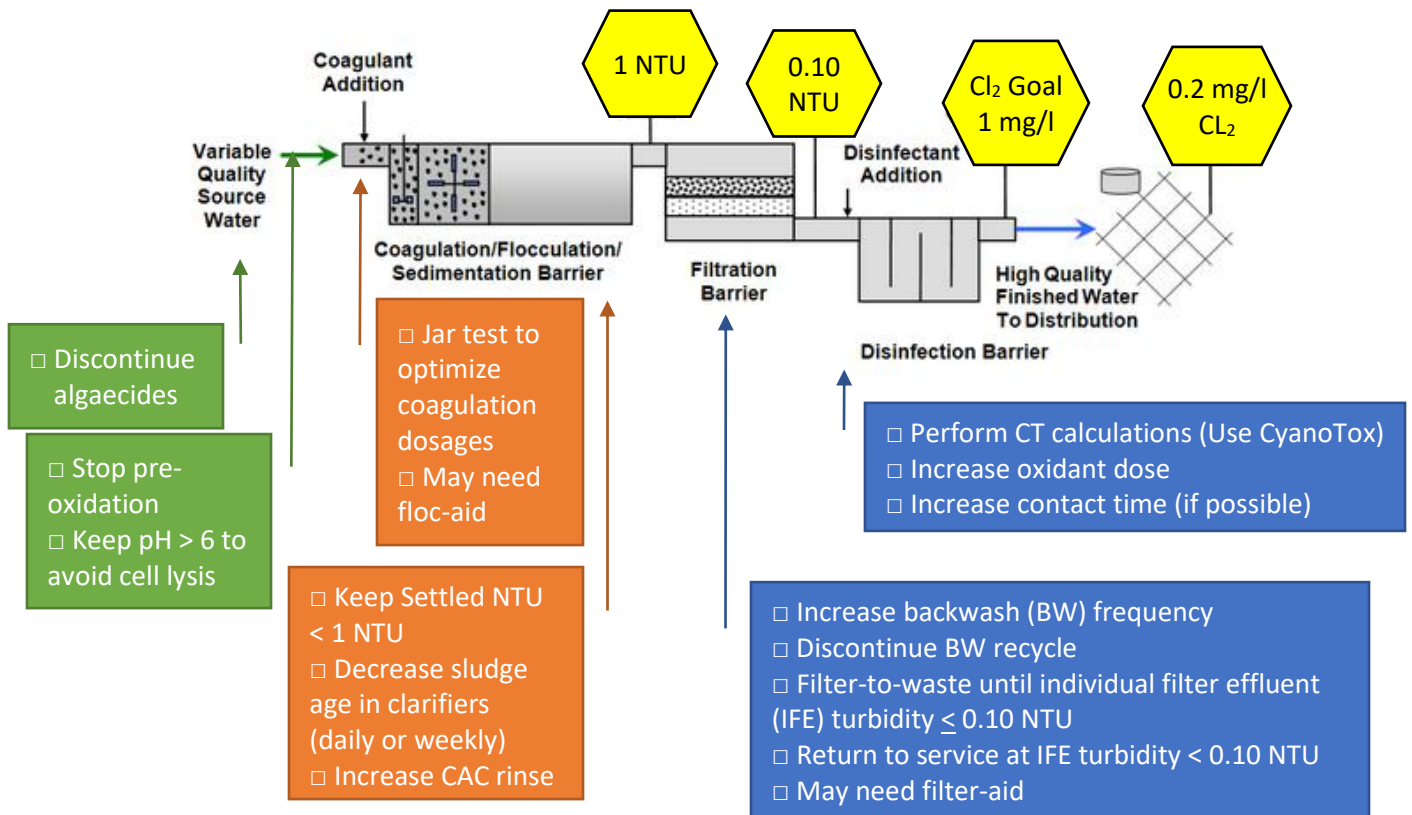 Coagulant
Addition
1 NTU
0.10
NTU
Cl₂ Goal
1 mg/l
0.2 mg/l
CL₂
Variable
Quality
Source
Water
Disinfectant
Addition
Coagulation/Flocculation/
Sedimentation Barrier
Filtration
Barrier
High Quality
Finished Water
To Distribution
Disinfection Barrier
□ Discontinue
algaecides
□ Stop pre-
oxidation
□ Keep pH > 6 to
avoid cell lysis
□ Jar test to
optimize
coagulation
dosages
□ May need
floc-aid
□ Keep Settled NTU
< 1 NTU
□ Decrease sludge
age in clarifiers
(daily or weekly)
□ Increase CAC rinse
□ Perform CT calculations (Use CyanoTox)
□ Increase oxidant dose
□ Increase contact time (if possible)
□ Increase backwash (BW) frequency
□ Discontinue BW recycle
□ Filter-to-waste until individual filter effluent
(IFE) turbidity ≤ 0.10 NTU
□ Return to service at IFE turbidity < 0.10 NTU
□ May need filter-aid